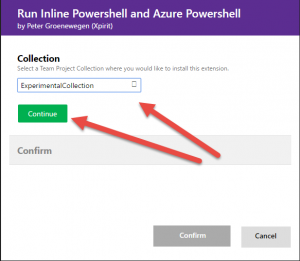 Run Inline Powershell and Azure Powershell
by Peter Groenewegen (Xpirit)
Collection
Select a Team Project Collection where you would like to install this extension.
ExperimentalCollection
Continue
Confirm
Confirm
Cancel